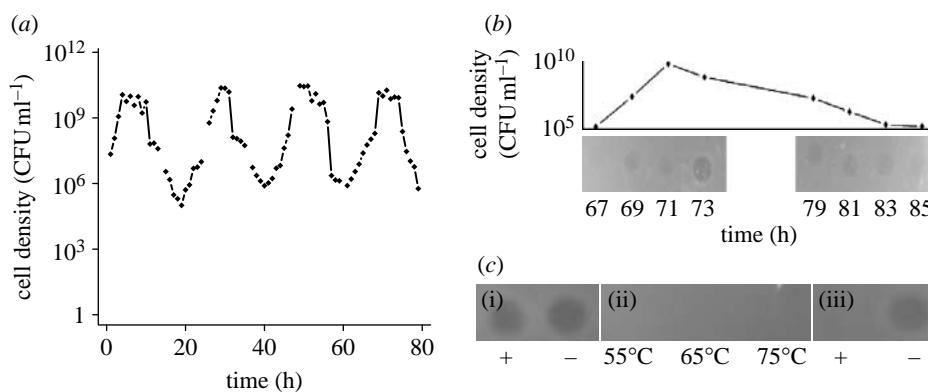 (a)
10¹²
10⁹
10⁶
10³
1
cell density (CFU ml⁻¹)
0 20 40 60 80
time (h)
(b)
10¹⁰
10⁵
cell density
(CFU ml⁻¹)
67 69 71 73 79 81 83 85
time (h)
(c)
(i) (ii) (iii)
+ – 55°C 65°C 75°C + –